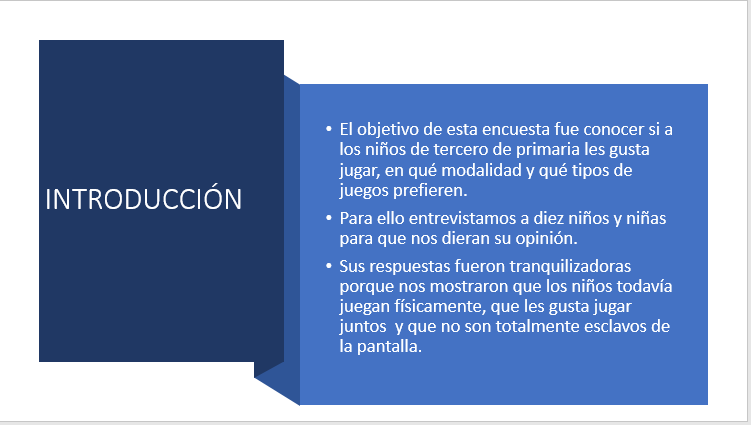 INTRODUCCIÓN
• El objetivo de esta encuesta fue conocer si a
los niños de tercero de primaria les gusta
jugar, en qué modalidad y qué tipos de
juegos prefieren.
• Para ello entrevistamos a diez niños y niñas
para que nos dieran su opinión.
• Sus respuestas fueron tranquilizadoras
porque nos mostraron que los niños todavía
juegan físicamente, que les gusta jugar
juntos  y que no son totalmente esclavos de
la pantalla.